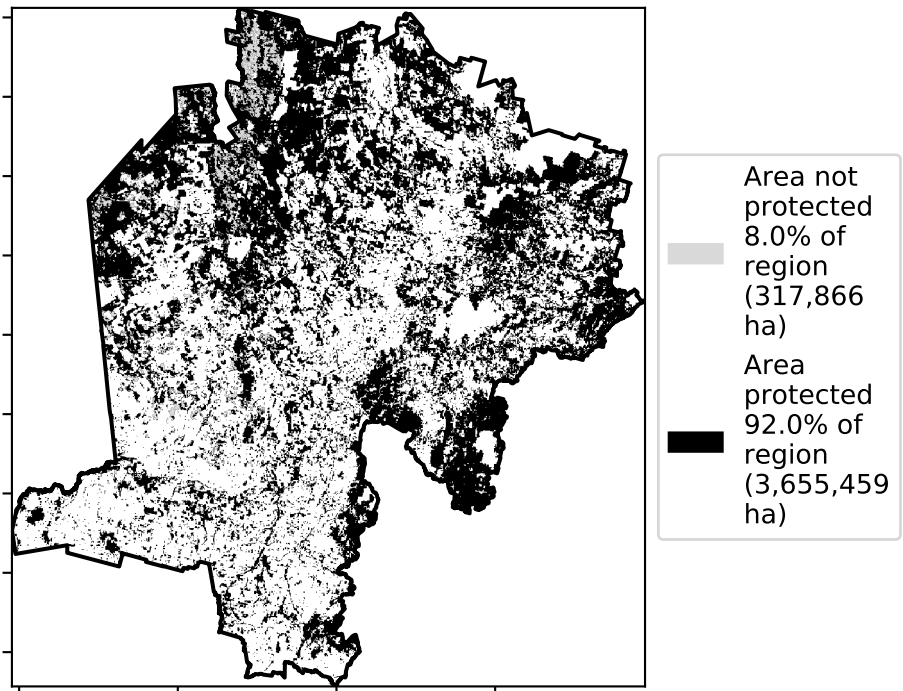 Area not
protected
8.0% of
region
(317,866
ha)
Area
protected
92.0% of
region
(3,655,459
ha)